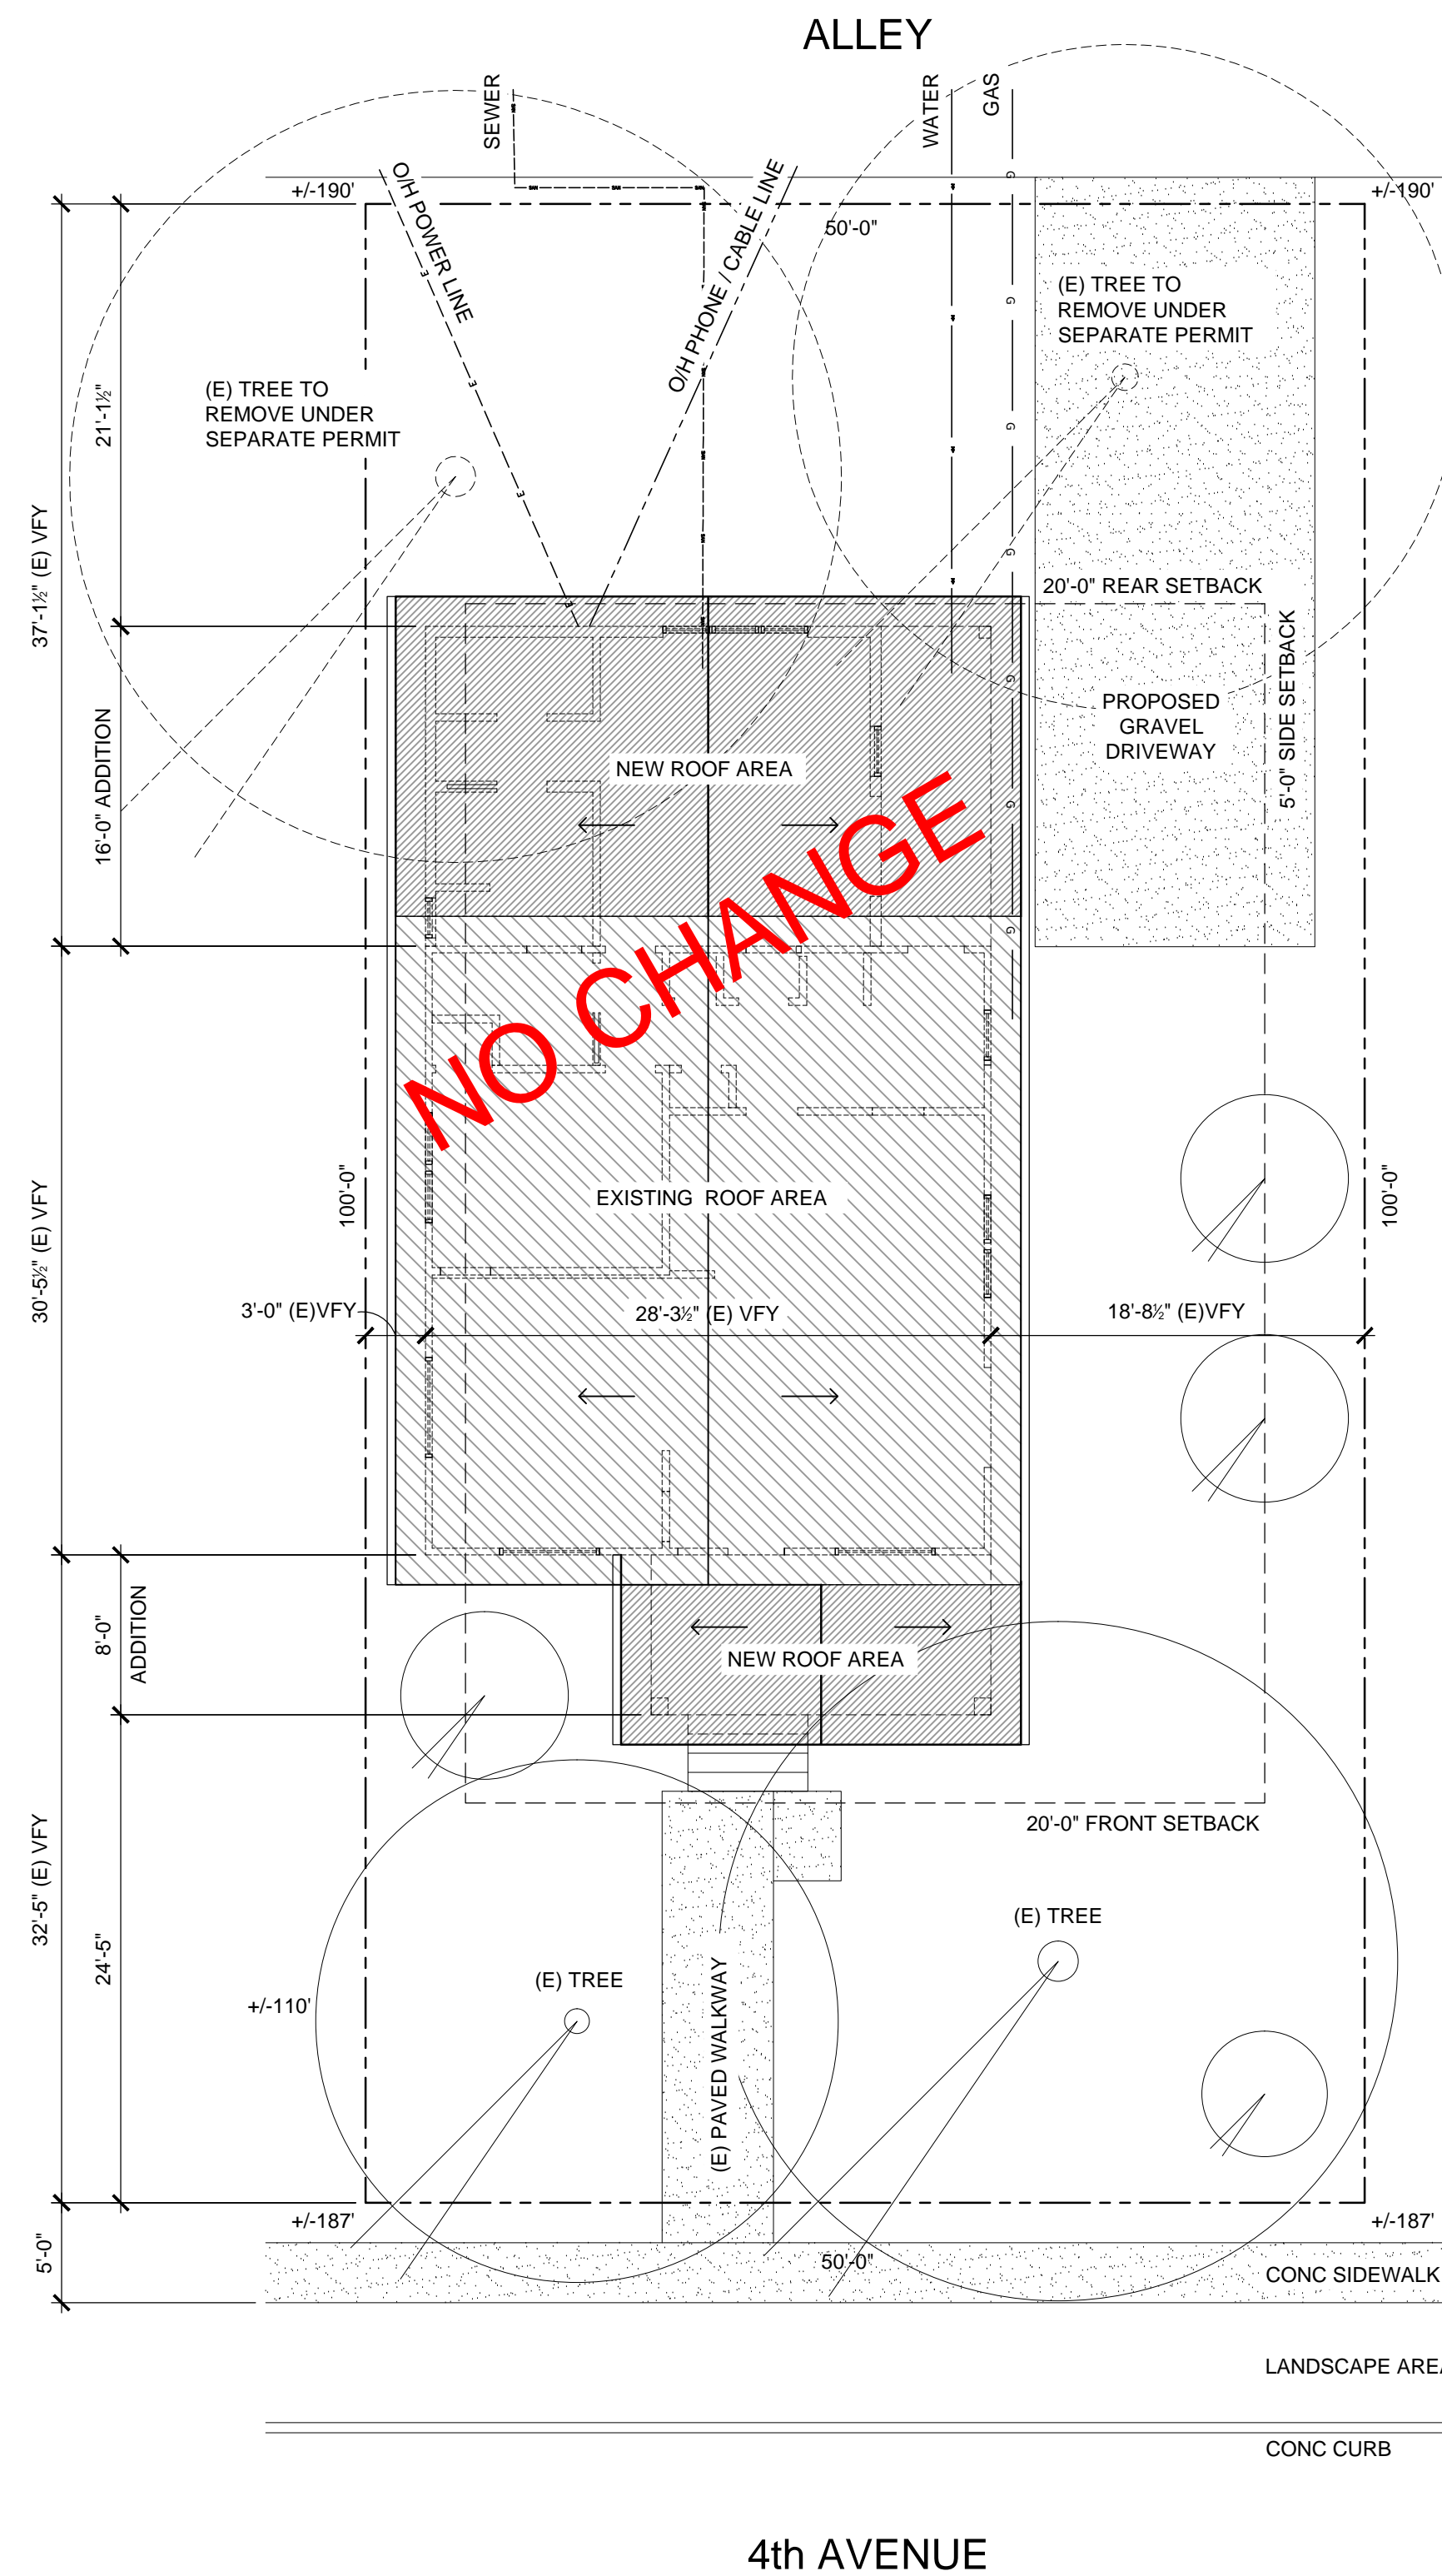 ALLEY
SEWER
WATER
GAS
+/-190'
+/-190'
O/H POWER LINE
O/H PHONE / CABLE LINE
50'-0"
(E) TREE TO
REMOVE UNDER
SEPARATE PERMIT
(E) TREE TO
REMOVE UNDER
SEPARATE PERMIT
21'-1½"
37'-1½" (E) VFY
20'-0" REAR SETBACK
5'-0" SIDE SETBACK
PROPOSED
GRAVEL
DRIVEWAY
16'-0" ADDITION
NEW ROOF AREA
NO CHANGE
G
G
G
G
G
G
G
30'-5½" (E) VFY
100'-0"
EXISTING ROOF AREA
100'-0"
3'-0" (E)VFY
28'-3½" (E) VFY
18'-8½" (E)VFY
8'-0"
ADDITION
NEW ROOF AREA
20'-0" FRONT SETBACK
32'-5" (E) VFY
24'-5"
(E) TREE
(E) TREE
+/-110'
(E) PAVED WALKWAY
+/-187'
+/-187'
5'-0"
50'-0"
CONC SIDEWALK
LANDSCAPE AREA
CONC CURB
4th AVENUE